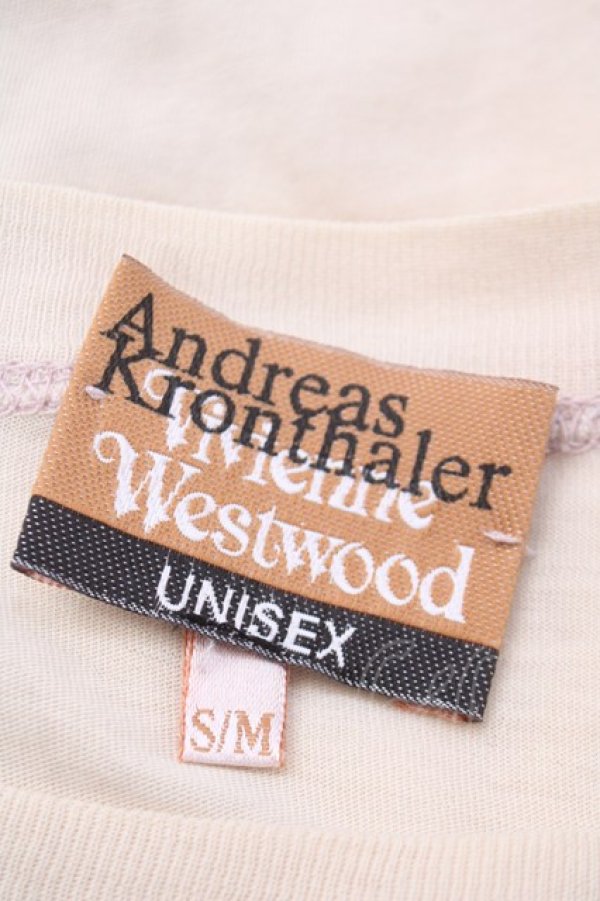 Andreas
Kronthaler
Vivienne
Westwood
UNISEX
S/M